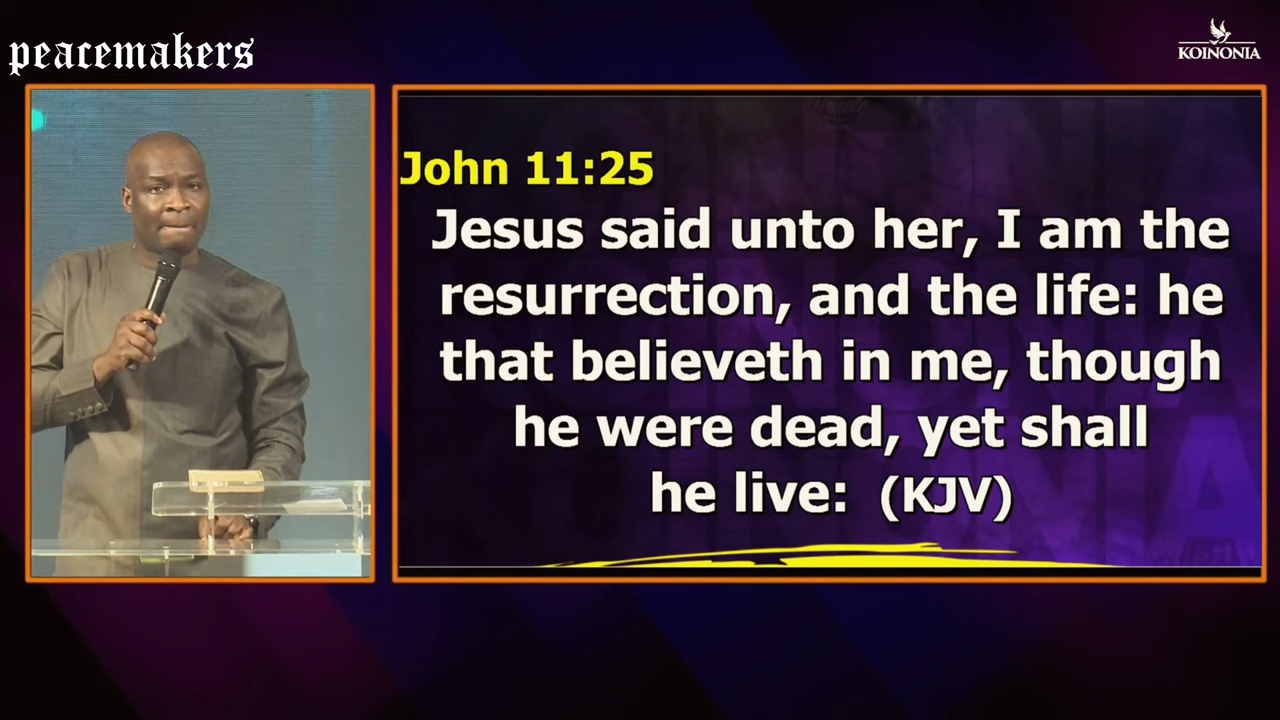 peacemakers
KOINONIA
John 11:25
Jesus said unto her, I am the
resurrection, and the life: he
that believeth in me, though
he were dead, yet shall
he live: (KJV)